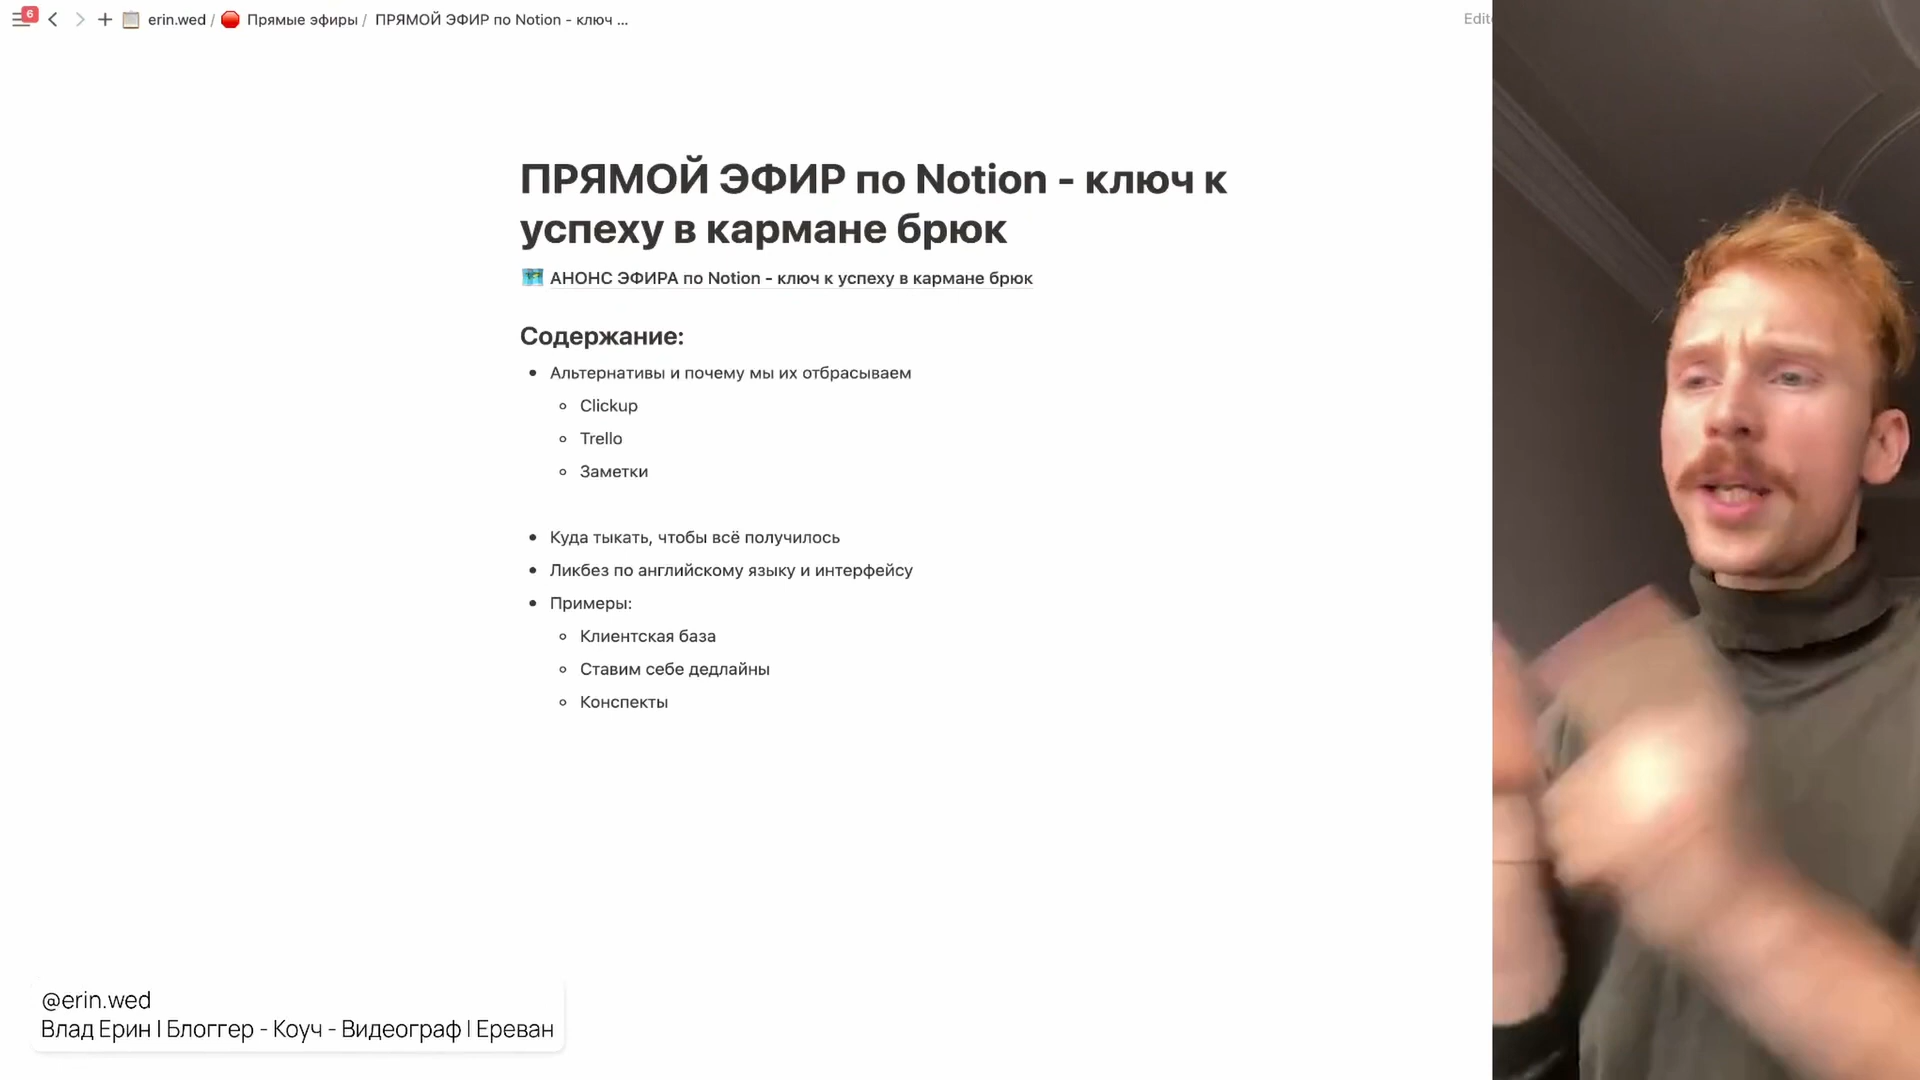 6
erin.wed / Прямые эфиры / ПРЯМОЙ ЭФИР по Notion - ключ ...
ПРЯМОЙ ЭФИР по Notion - ключ к
успеху в кармане брюк
АНОНС ЭФИРА по Notion - ключ к успеху в кармане брюк
Содержание:
Альтернативы и почему мы их отбрасываем
Clickup
Trello
Заметки
Куда тыкать, чтобы всё получилось
Ликбез по английскому языку и интерфейсу
Примеры:
Клиентская база
Ставим себе дедлайны
Конспекты
@erin.wed
Влад Ерин | Блоггер - Коуч - Видеограф | Ереван